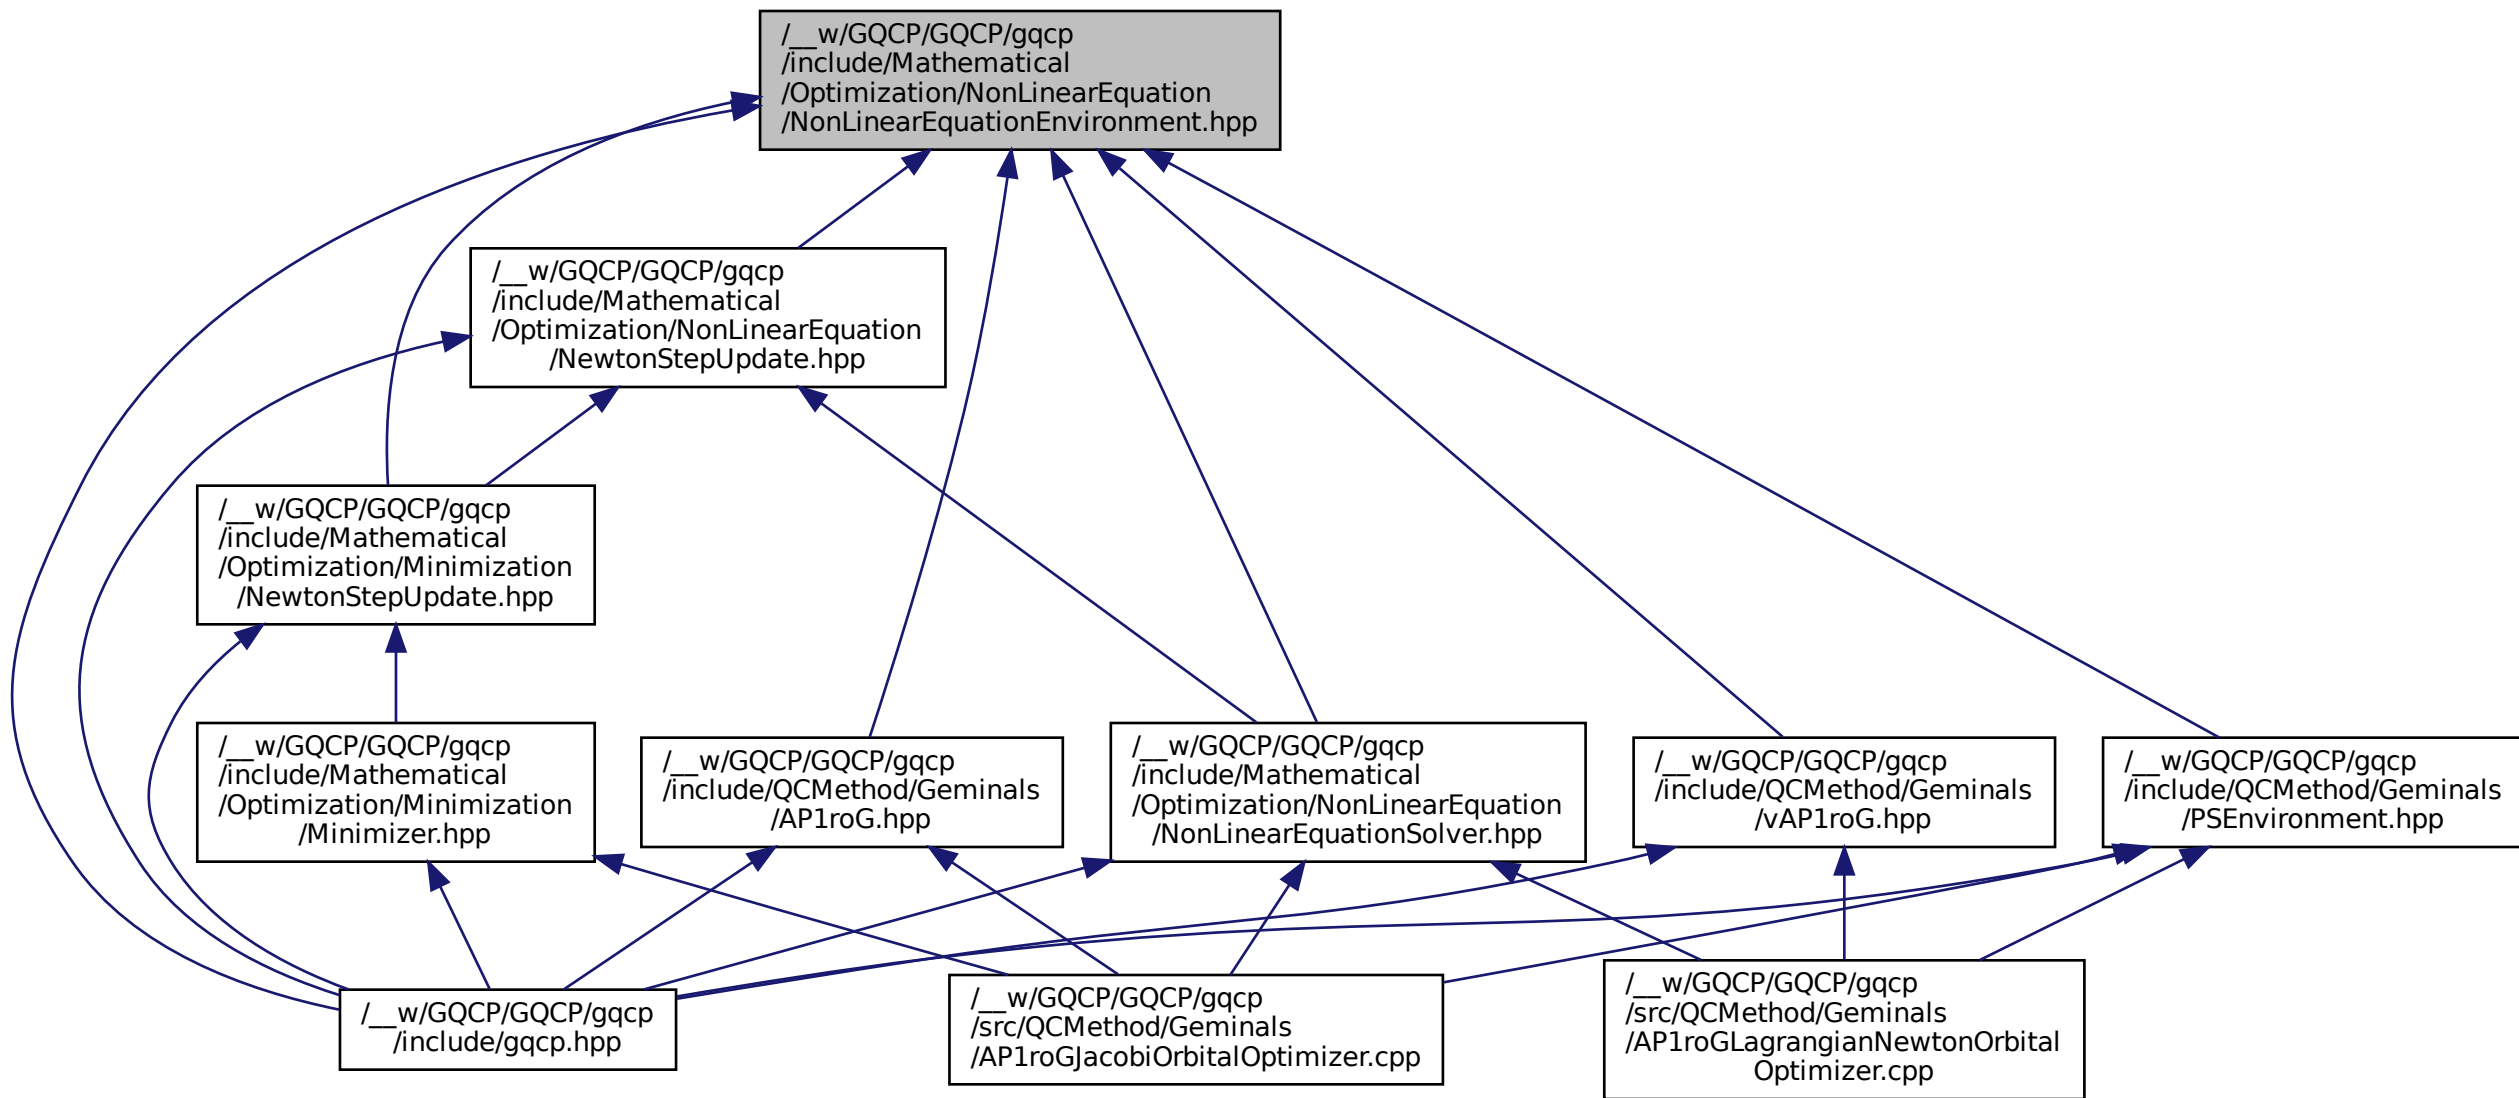 /__w/GQCP/GQCP/gqcp
/include/Mathematical
/Optimization/NonLinearEquation
/NonLinearEquationEnvironment.hpp
/__w/GQCP/GQCP/gqcp
/include/Mathematical
/Optimization/NonLinearEquation
/NewtonStepUpdate.hpp
/__w/GQCP/GQCP/gqcp
/include/Mathematical
/Optimization/Minimization
/NewtonStepUpdate.hpp
/__w/GQCP/GQCP/gqcp
/include/Mathematical
/Optimization/Minimization
/Minimizer.hpp
/__w/GQCP/GQCP/gqcp
/include/QCMethod/Geminals
/AP1roG.hpp
/__w/GQCP/GQCP/gqcp
/include/Mathematical
/Optimization/NonLinearEquation
/NonLinearEquationSolver.hpp
/__w/GQCP/GQCP/gqcp
/include/QCMethod/Geminals
/vAP1roG.hpp
/__w/GQCP/GQCP/gqcp
/include/QCMethod/Geminals
/PSEnvironment.hpp
/__w/GQCP/GQCP/gqcp
/include/gqcp.hpp
/__w/GQCP/GQCP/gqcp
/src/QCMethod/Geminals
/AP1roGJacobiOrbitalOptimizer.cpp
/__w/GQCP/GQCP/gqcp
/src/QCMethod/Geminals
/AP1roGLagrangianNewtonOrbital
Optimizer.cpp